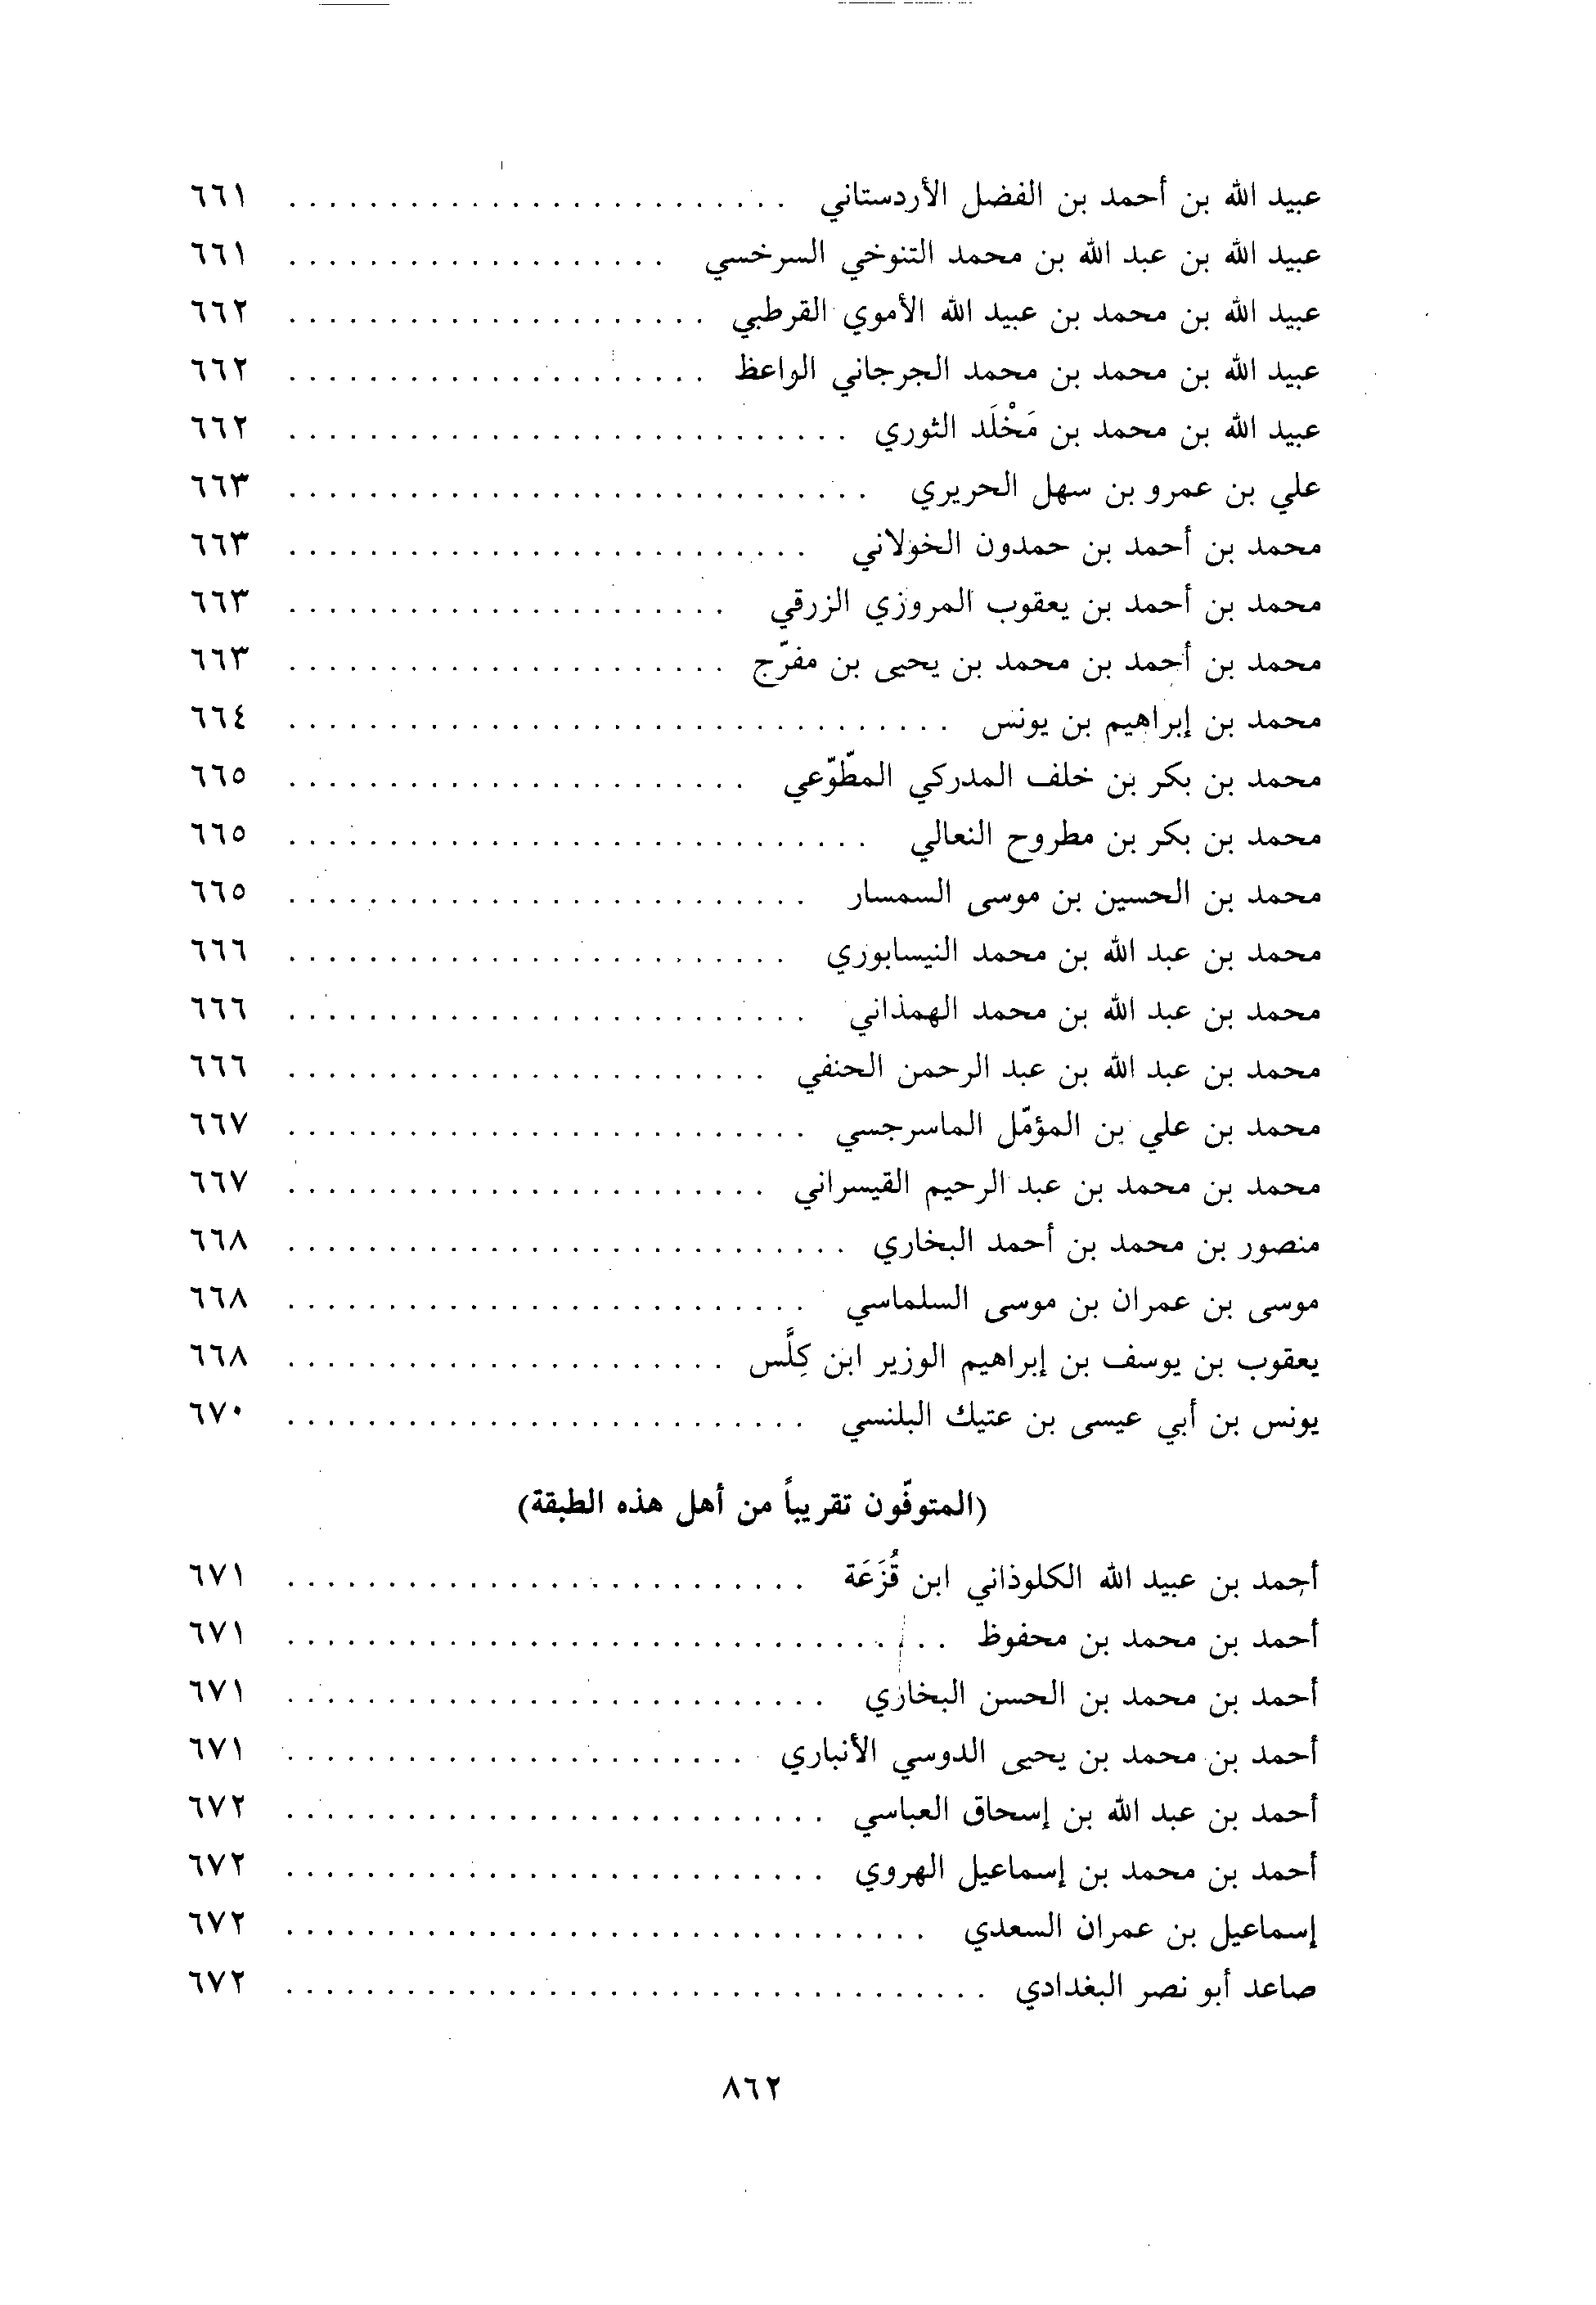 عبيد الله بن أحمد بن الفضل الأردستاني . . . . . . . . . . . . . . . . . . . . . . . . . ٦٦١
عبيد الله بن عبد الله بن محمد التنوخي السرخسي . . . . . . . . . . . . . . . . . . . ٦٦١
عبيد الله بن محمد بن عبيد الله الأموي القرطبي . . . . . . . . . . . . . . . . . . . . . ٦٦٢
عبيد الله بن محمد بن محمد الجرجاني الواعظ . . . . . . . . . . . . . . . . . . . . . ٦٦٢
عبيد الله بن محمد بن مَخْلَد الثوري . . . . . . . . . . . . . . . . . . . . . . . . . . . . ٦٦٢
علي بن عمرو بن سهل الحريري . . . . . . . . . . . . . . . . . . . . . . . . . . . . . ٦٦٣
محمد بن أحمد بن حمدون الخولاني . . . . . . . . . . . . . . . . . . . . . . . . . . ٦٦٣
محمد بن أحمد بن يعقوب المروزي الزرقي . . . . . . . . . . . . . . . . . . . . . . ٦٦٣
محمد بن أحمد بن محمد بن يحيى بن مفرّج . . . . . . . . . . . . . . . . . . . . . . ٦٦٣
محمد بن إبراهيم بن يونس . . . . . . . . . . . . . . . . . . . . . . . . . . . . . . . . . ٦٦٤
محمد بن بكر بن خلف المدركي المطّوّعي . . . . . . . . . . . . . . . . . . . . . . . ٦٦٥
محمد بن بكر بن مطروح النعالي . . . . . . . . . . . . . . . . . . . . . . . . . . . . . ٦٦٥
محمد بن الحسين بن موسى السمسار . . . . . . . . . . . . . . . . . . . . . . . . . . ٦٦٥
محمد بن عبد الله بن محمد النيسابوري . . . . . . . . . . . . . . . . . . . . . . . . . ٦٦٦
محمد بن عبد الله بن محمد الهمذاني . . . . . . . . . . . . . . . . . . . . . . . . . . ٦٦٦
محمد بن عبد الله بن عبد الرحمن الحنفي . . . . . . . . . . . . . . . . . . . . . . . . ٦٦٦
محمد بن علي بن المؤمّل الماسرجسي . . . . . . . . . . . . . . . . . . . . . . . . . . ٦٦٧
محمد بن محمد بن عبد الرحيم القيسراني . . . . . . . . . . . . . . . . . . . . . . . . ٦٦٧
منصور بن محمد بن أحمد البخاري . . . . . . . . . . . . . . . . . . . . . . . . . . . . ٦٦٨
موسى بن عمران بن موسى السلماسي . . . . . . . . . . . . . . . . . . . . . . . . . . ٦٦٨
يعقوب بن يوسف بن إبراهيم الوزير ابن كِلَّس . . . . . . . . . . . . . . . . . . . . . . ٦٦٨
يونس بن أبي عيسى بن عتيك البلنسي . . . . . . . . . . . . . . . . . . . . . . . . . . ٦٧٠
(المتوفّون تقريباً من أهل هذه الطبقة)
أحمد بن عبيد الله الكلوذاني ابن قُزَعَة . . . . . . . . . . . . . . . . . . . . . . . . . . ٦٧١
أحمد بن محمد بن محفوظ . . . . . . . . . . . . . . . . . . . . . . . . . . . . . . . . . ٦٧١
أحمد بن محمد بن الحسن البخاري . . . . . . . . . . . . . . . . . . . . . . . . . . . ٦٧١
أحمد بن محمد بن يحيى الدوسي الأنباري . . . . . . . . . . . . . . . . . . . . . . . ٦٧١
أحمد بن عبد الله بن إسحاق العباسي . . . . . . . . . . . . . . . . . . . . . . . . . . . ٦٧٢
أحمد بن محمد بن إسماعيل الهروي . . . . . . . . . . . . . . . . . . . . . . . . . . . ٦٧٢
إسماعيل بن عمران السعدي . . . . . . . . . . . . . . . . . . . . . . . . . . . . . . . . ٦٧٢
صاعد أبو نصر البغدادي . . . . . . . . . . . . . . . . . . . . . . . . . . . . . . . . . . . ٦٧٢
٨٦٢